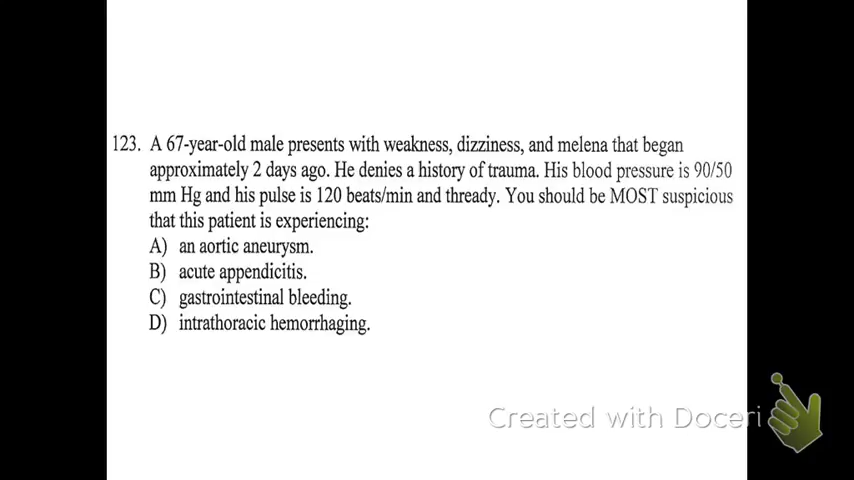 123. A 67-year-old male presents with weakness, dizziness, and melena that began
approximately 2 days ago. He denies a history of trauma. His blood pressure is 90/50
mm Hg and his pulse is 120 beats/min and thready. You should be MOST suspicious
that this patient is experiencing:
A) an aortic aneurysm.
B) acute appendicitis.
C) gastrointestinal bleeding.
D) intrathoracic hemorrhaging.
Created with Doceri